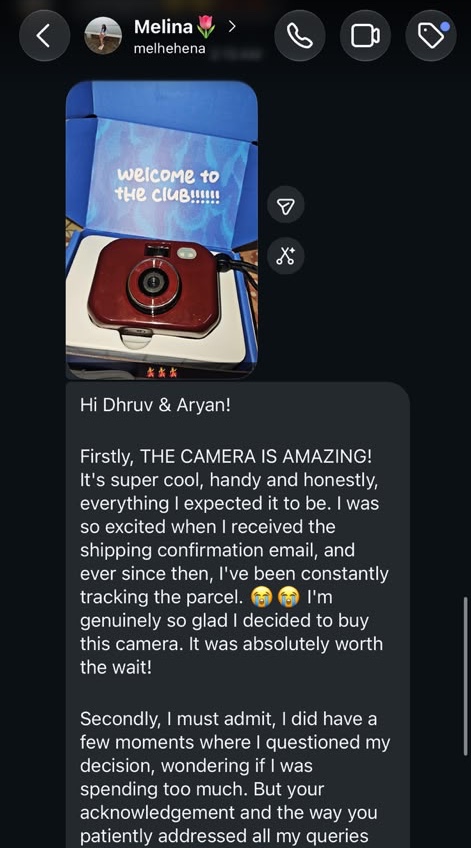 Melina🌷
melhehena
welcome to
the club!!!!!!
💃💃💃
Hi Dhruv & Aryan!
Firstly, THE CAMERA IS AMAZING!
It's super cool, handy and honestly,
everything I expected it to be. I was
so excited when I received the
shipping confirmation email, and
ever since then, I've been constantly
tracking the parcel. 😭😭 I'm
genuinely so glad I decided to buy
this camera. It was absolutely worth
the wait!
Secondly, I must admit, I did have a
few moments where I questioned my
decision, wondering if I was
spending too much. But your
acknowledgement and the way you
patiently addressed all my queries